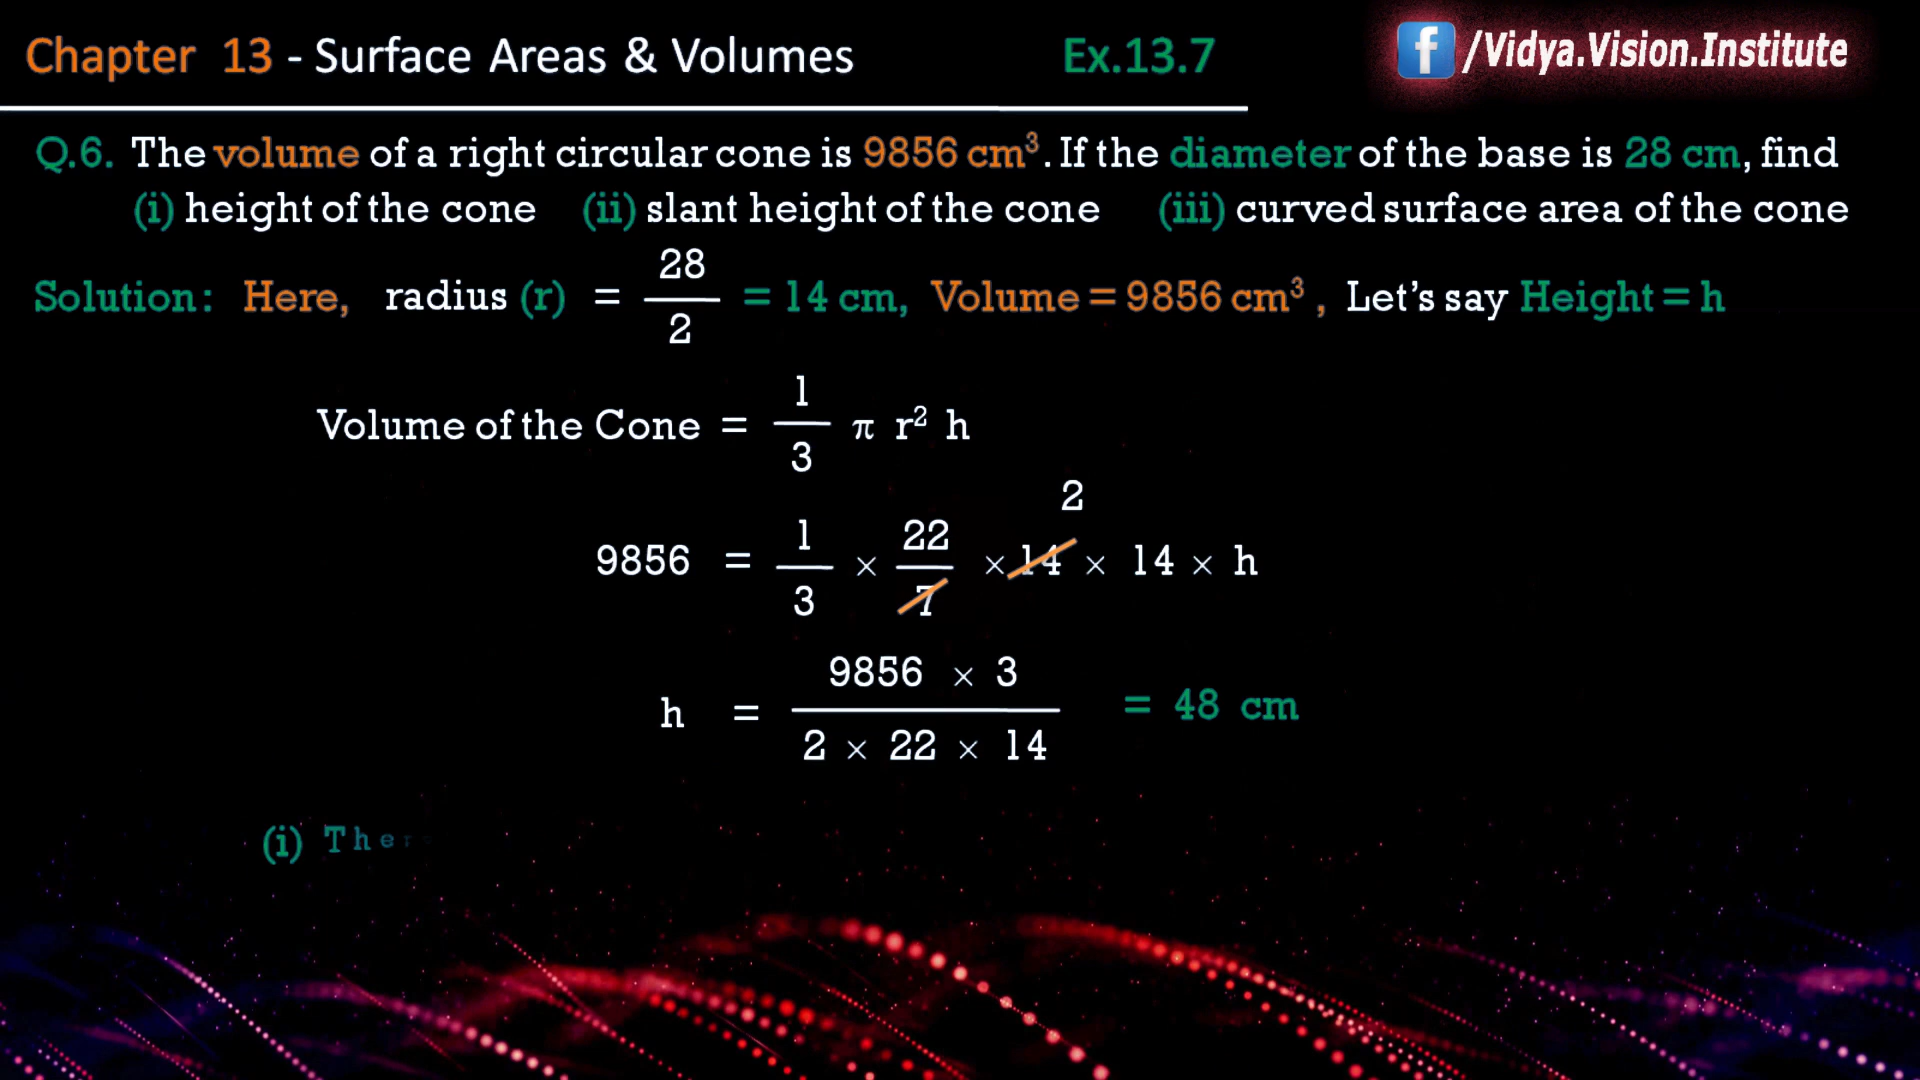 Chapter 13 - Surface Areas & Volumes Ex.13.7
f /Vidya.Vision.Institute
Q.6. The volume of a right circular cone is 9856 cm³. If the diameter of the base is 28 cm, find
(i) height of the cone (ii) slant height of the cone (iii) curved surface area of the cone
Solution: Here, radius (r) = 28/2 = 14 cm, Volume = 9856 cm³ , Let’s say Height = h
Volume of the Cone = 1/3 π r² h
2
9856 = 1/3 × 22/7 × 14 × 14 × h
h = 9856 × 3 / 2 × 22 × 14 = 48 cm
(i) Ther